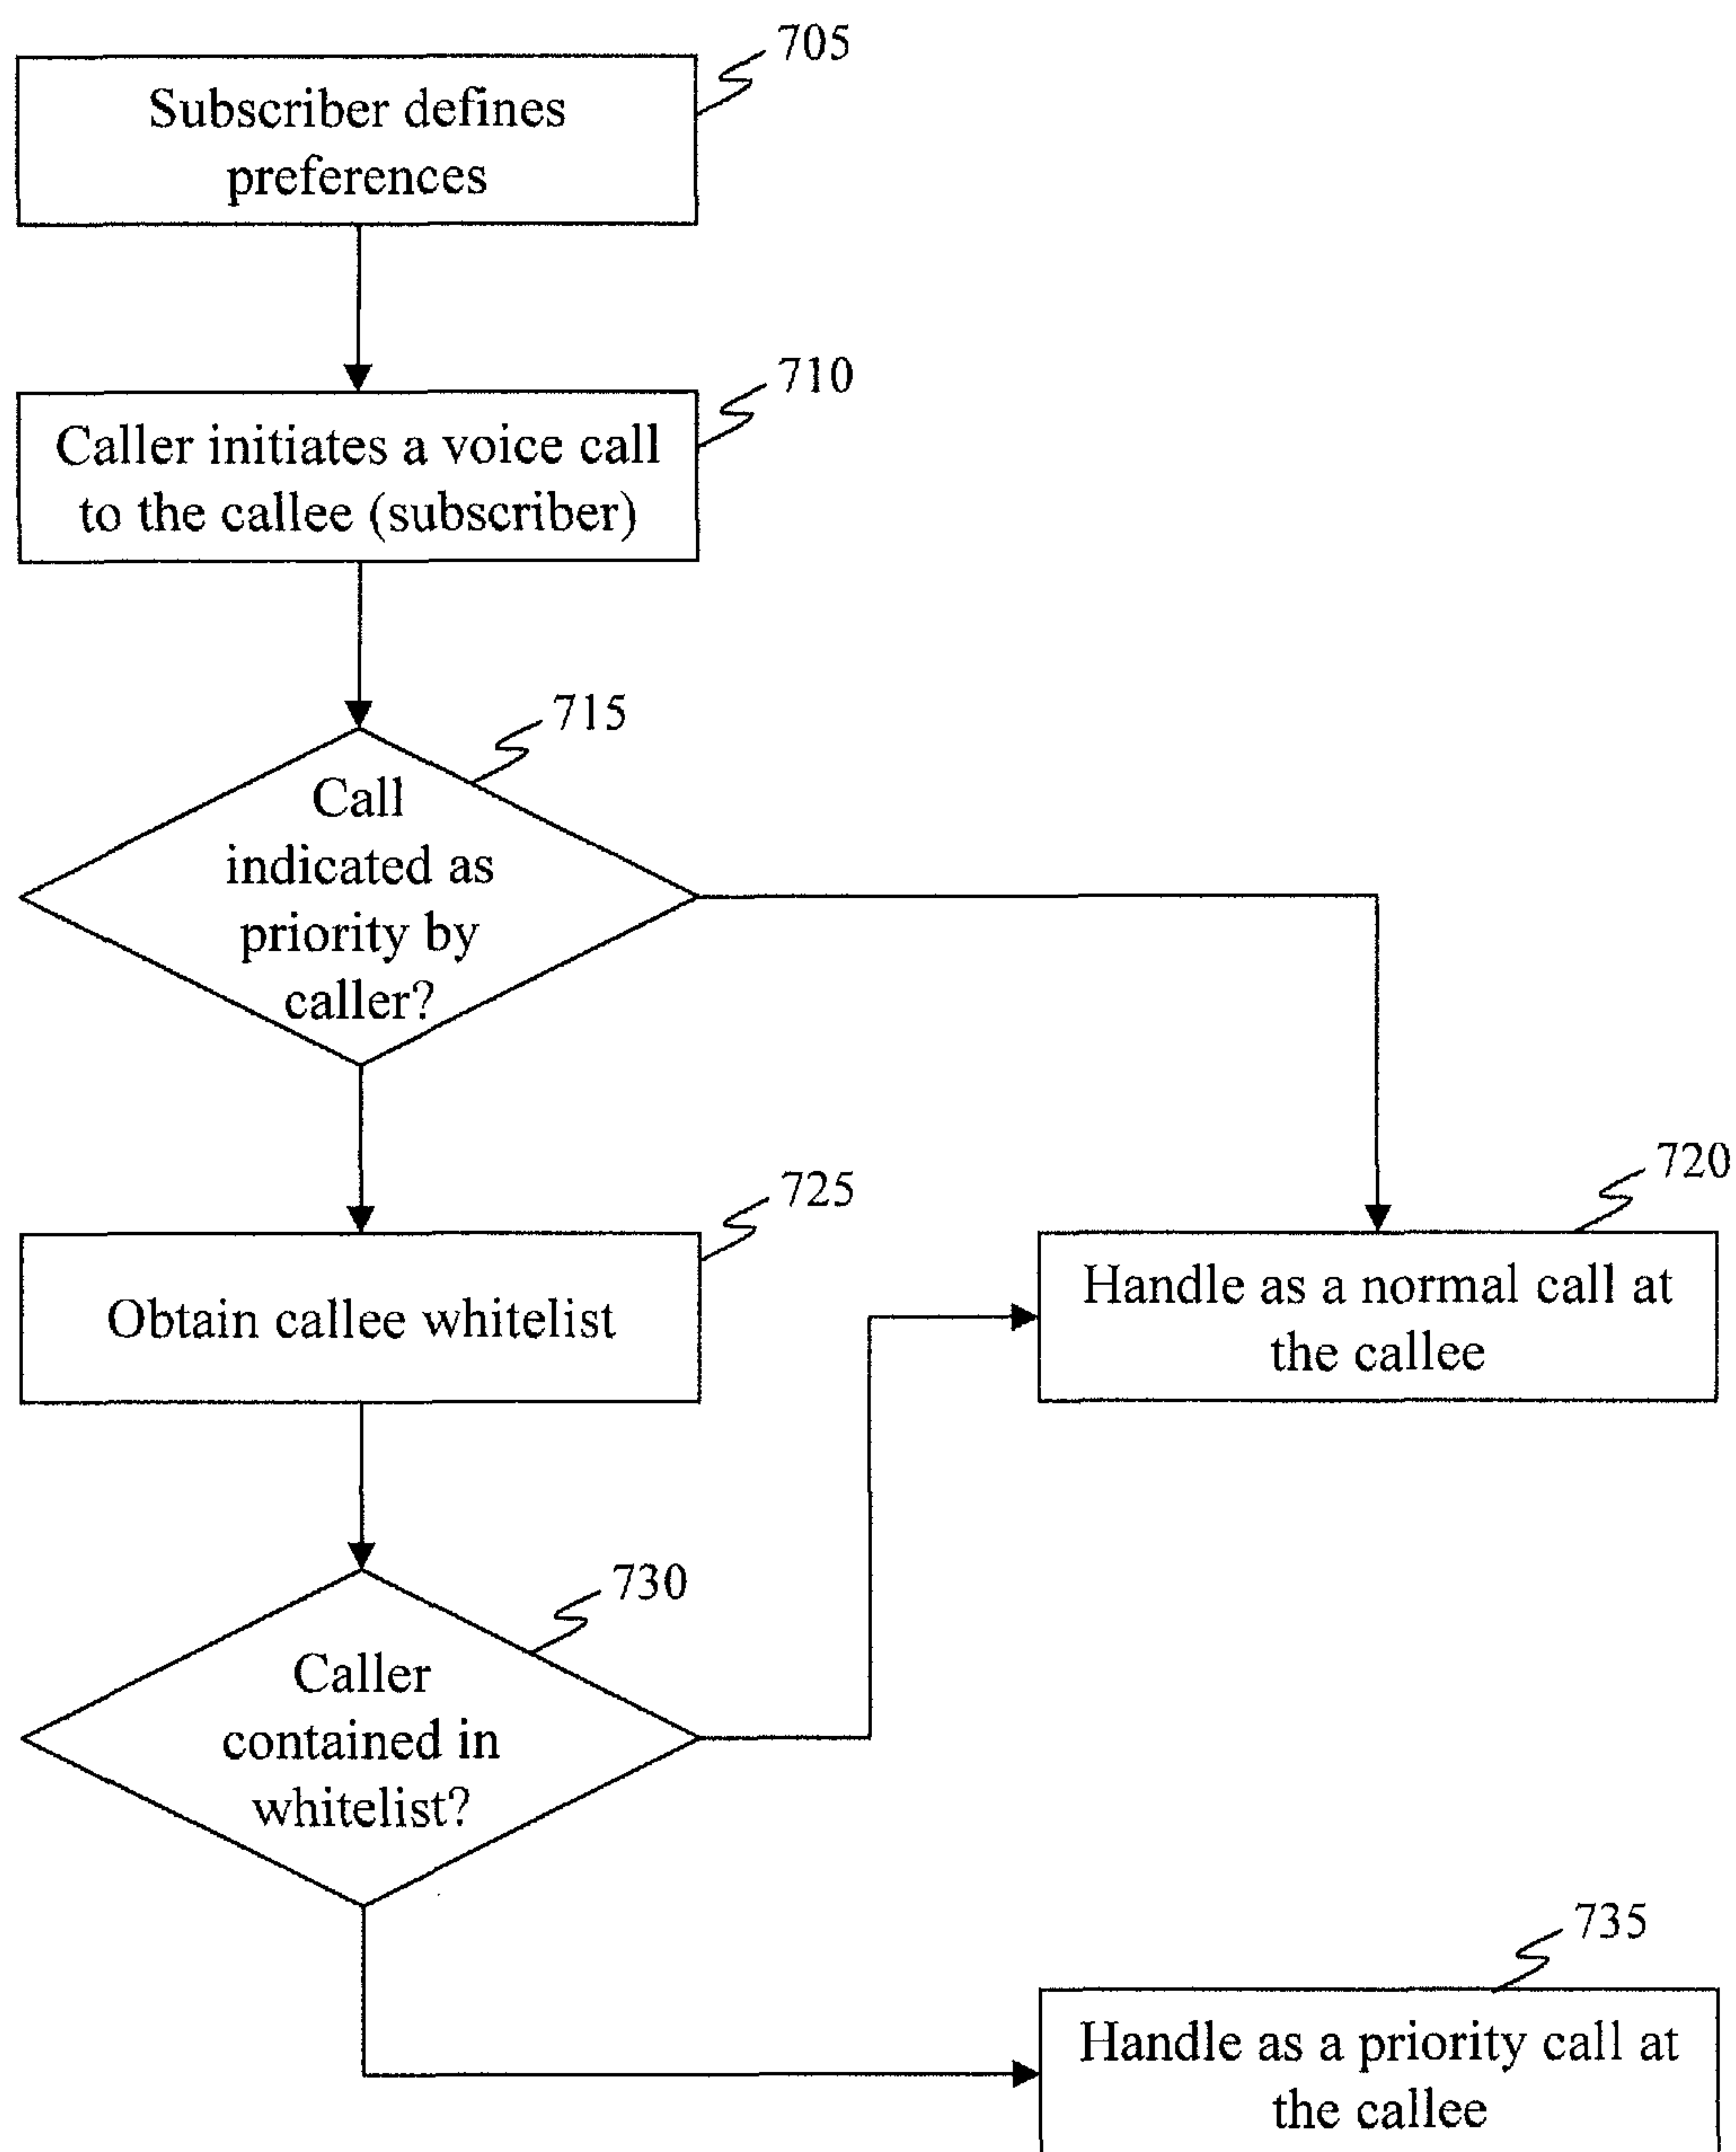 705
Subscriber defines
preferences
710
Caller initiates a voice call
to the callee (subscriber)
715
Call
indicated as
priority by
caller?
720
725
Obtain callee whitelist
Handle as a normal call at
the callee
730
Caller
contained in
whitelist?
735
Handle as a priority call at
the callee